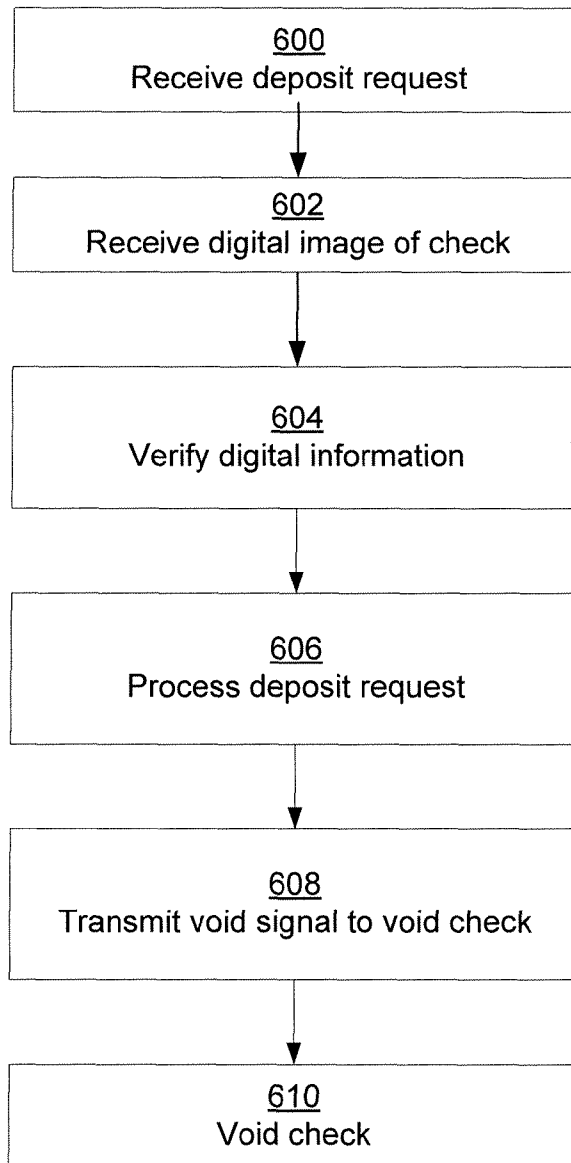 600
Receive deposit request
602
Receive digital image of check
604
Verify digital information
606
Process deposit request
608
Transmit void signal to void check
610
Void check